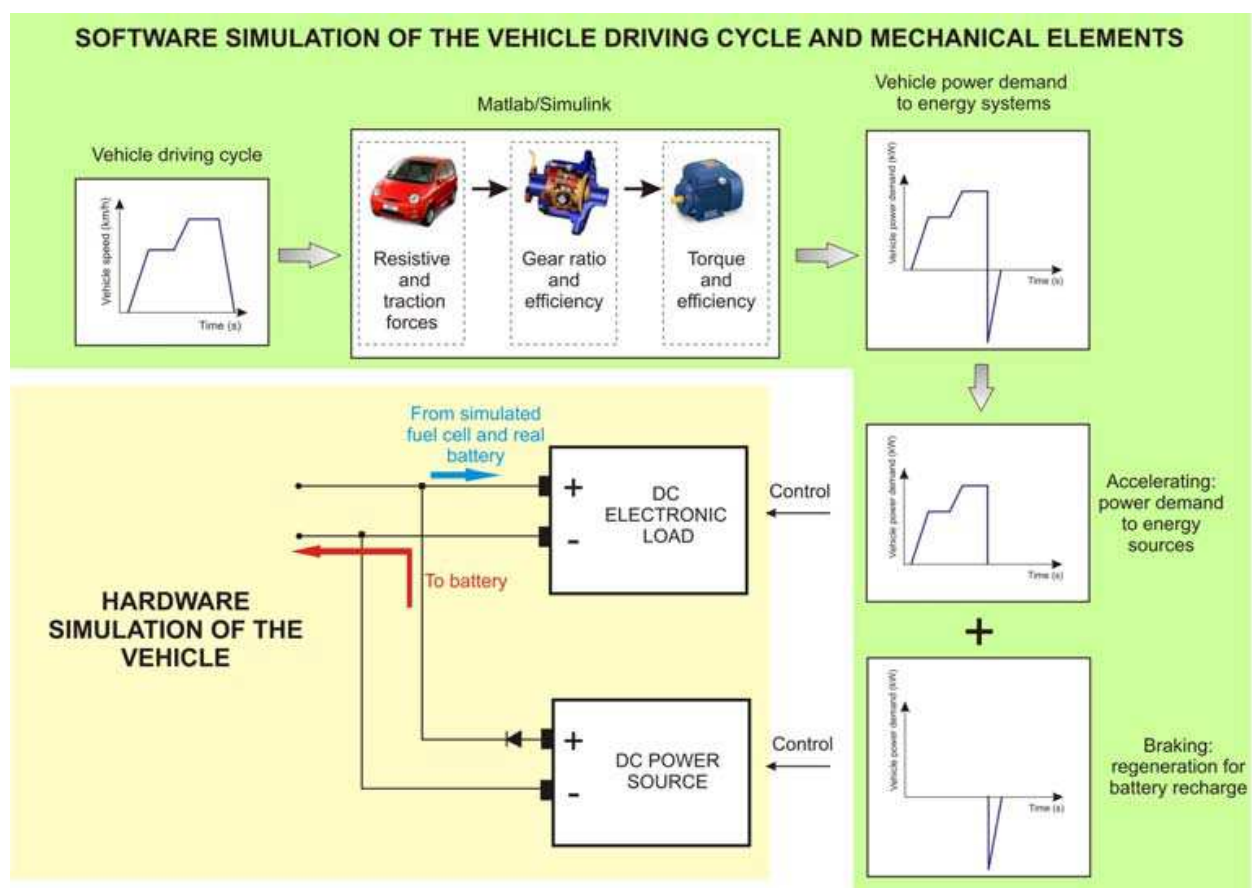 SOFTWARE SIMULATION OF THE VEHICLE DRIVING CYCLE AND MECHANICAL ELEMENTS
Vehicle driving cycle
Vehicle speed (km/h)
Time (s)
Matlab/Simulink
Resistive
and
traction
forces
Gear ratio
and
efficiency
Torque
and
efficiency
Vehicle power demand
to energy systems
Vehicle power demand (kW)
Time (s)
Vehicle power demand (kW)
Time (s)
Accelerating:
power demand
to energy
sources
+
Vehicle power demand (kW)
Time (s)
Braking:
regeneration for
battery recharge
From simulated
fuel cell and real
battery
+
-
DC
ELECTRONIC
LOAD
Control
To battery
HARDWARE
SIMULATION OF THE
VEHICLE
+
-
DC POWER
SOURCE
Control